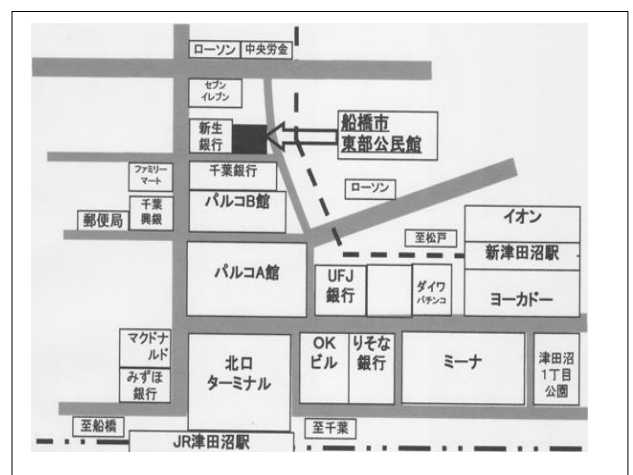 ローソン
中央労金
セブン
イレブン
新生
銀行
船橋市
東部公民館
ファミリー
マート
千葉銀行
パルコB館
ローソン
千葉
興銀
郵便局
イオン
至松戸
新津田沼駅
パルコA館
UFJ
銀行
ダイワ
パチンコ
ヨーカドー
マクドナ
ルド
みずほ
銀行
北口
ターミナル
OK
ビル
りそな
銀行
ミーナ
津田沼
1丁目
公園
至船橋
至千葉
JR津田沼駅